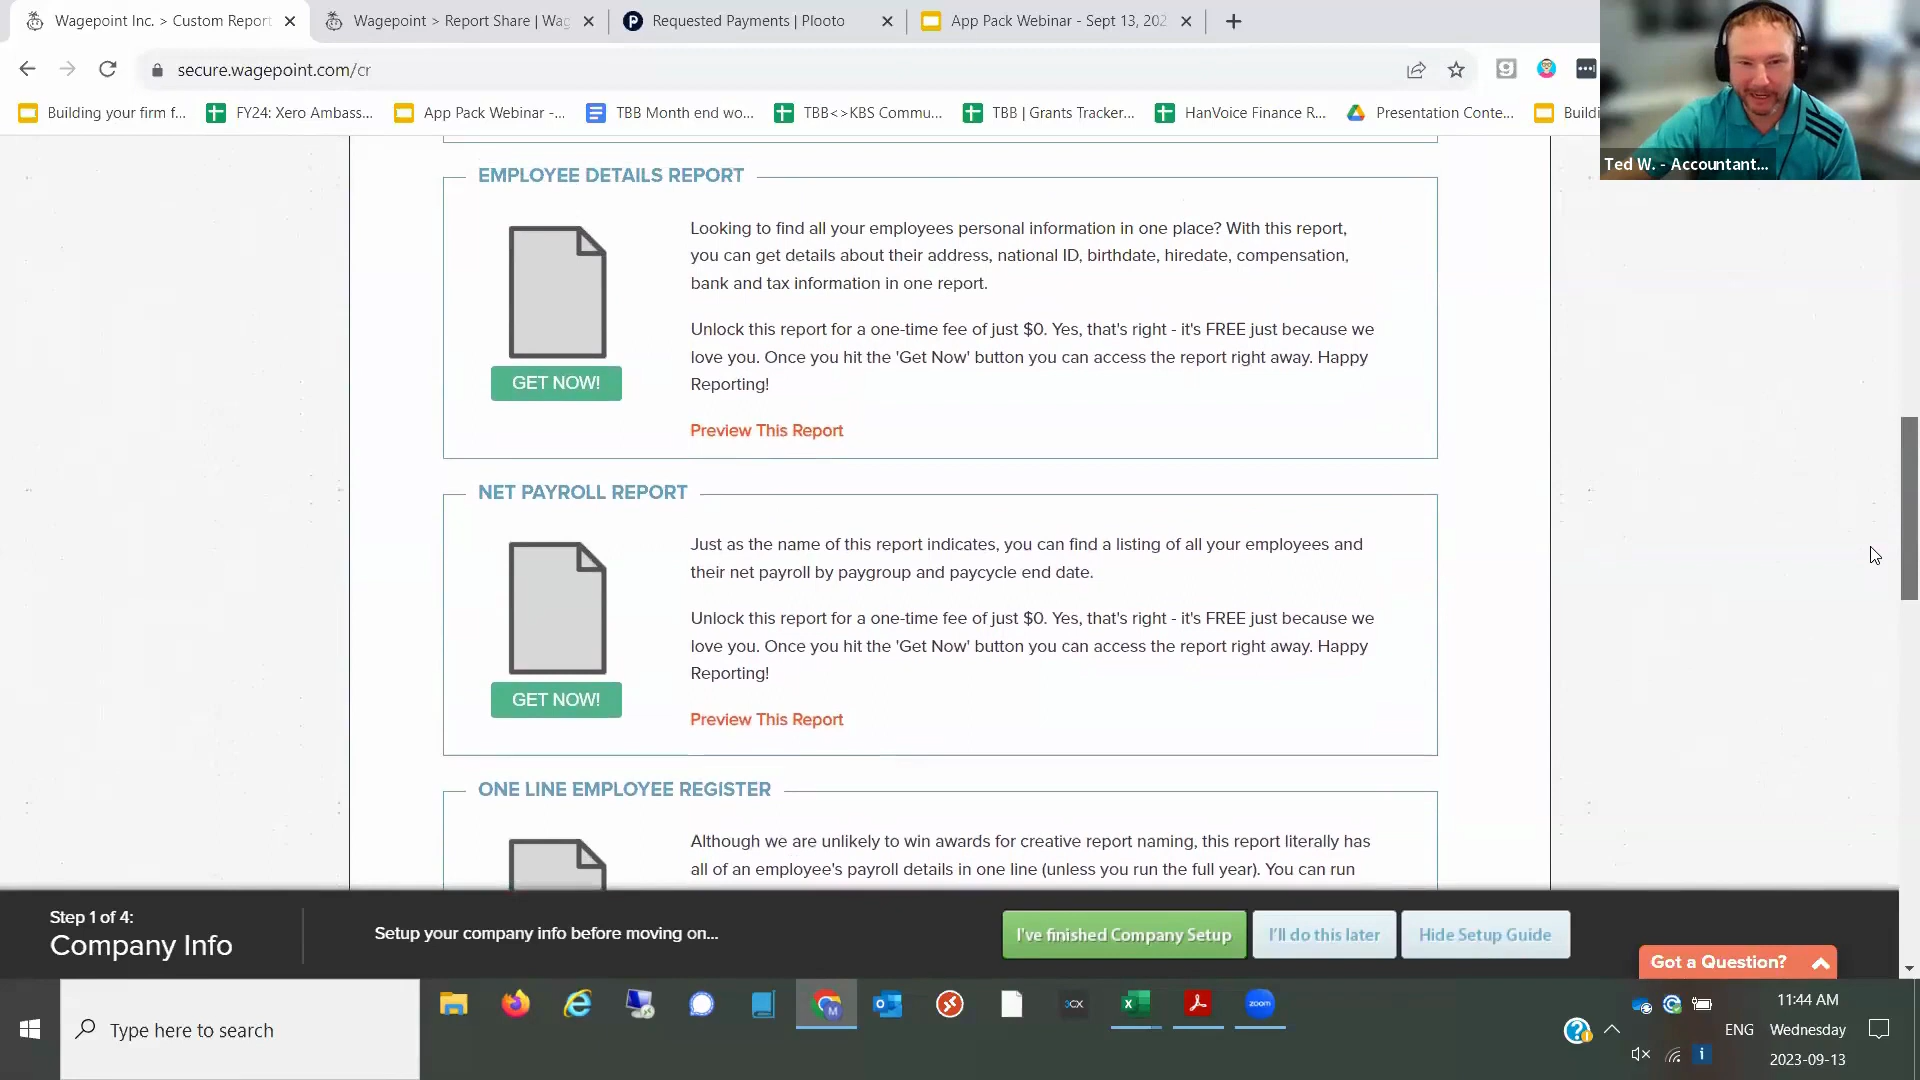 Wagepoint Inc. > Custom Report
Wagepoint > Report Share | Wag
Requested Payments | Plooto
App Pack Webinar - Sept 13, 202
secure.wagepoint.com/cr
Building your firm f...
FY24: Xero Ambass...
App Pack Webinar -...
TBB Month end wo...
TBB<>KBS Commu...
TBB | Grants Tracker...
HanVoice Finance R...
Presentation Conte...
Buildi
Ted W. - Accountant...
EMPLOYEE DETAILS REPORT
Looking to find all your employees personal information in one place? With this report,
you can get details about their address, national ID, birthdate, hiredate, compensation,
bank and tax information in one report.
Unlock this report for a one-time fee of just $0. Yes, that's right - it's FREE just because we
love you. Once you hit the 'Get Now' button you can access the report right away. Happy
Reporting!
GET NOW!
Preview This Report
NET PAYROLL REPORT
Just as the name of this report indicates, you can find a listing of all your employees and
their net payroll by paygroup and paycycle end date.
Unlock this report for a one-time fee of just $0. Yes, that's right - it's FREE just because we
love you. Once you hit the 'Get Now' button you can access the report right away. Happy
Reporting!
GET NOW!
Preview This Report
ONE LINE EMPLOYEE REGISTER
Although we are unlikely to win awards for creative report naming, this report literally has
all of an employee's payroll details in one line (unless you run the full year). You can run
Step 1 of 4:
Company Info
Setup your company info before moving on...
I've finished Company Setup
I'll do this later
Hide Setup Guide
Got a Question?
Type here to search
3CX
zoom
11:44 AM
ENG
Wednesday
2023-09-13